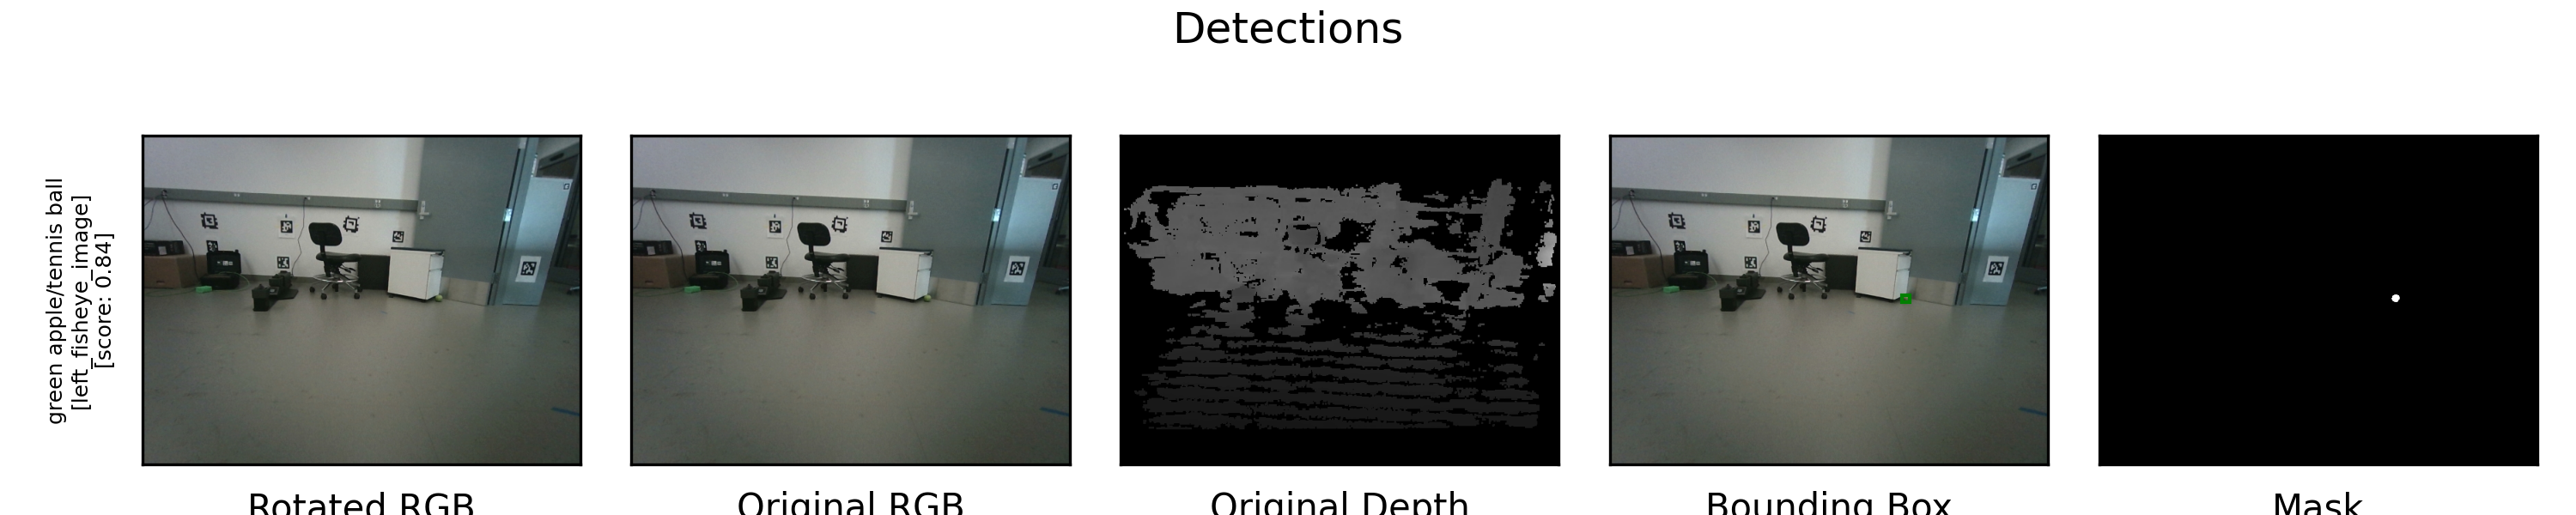 Detections
green apple/tennis ball
[left_fisheye_image]
[score: 0.84]
Rotated RGB
Original RGB
Original Depth
Bounding Box
Mask